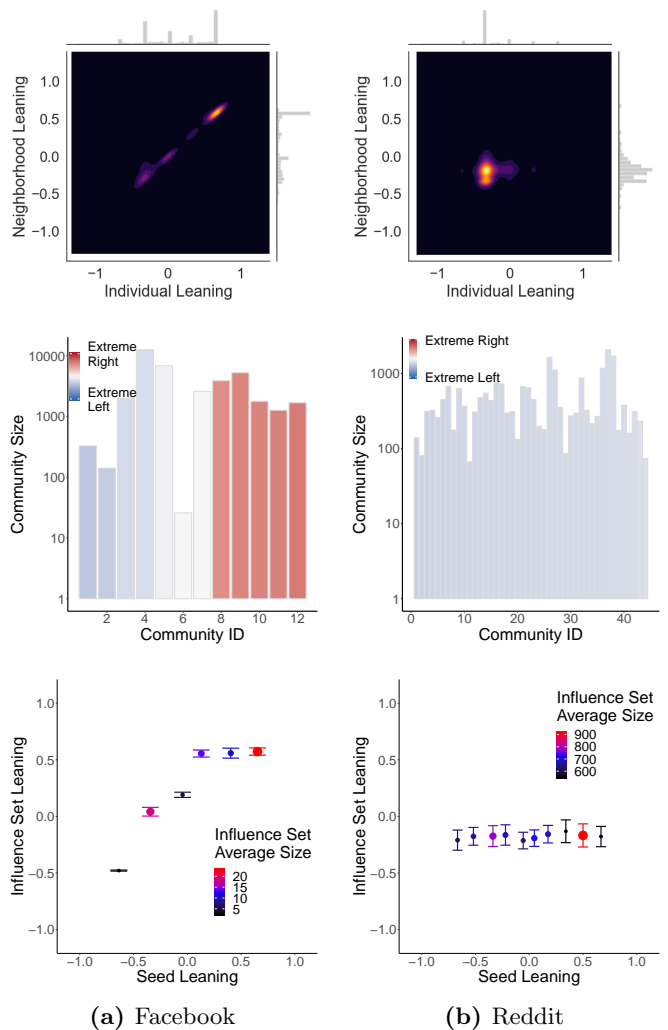 1.0
0.5
0.0
−0.5
−1.0
Neighborhood Leaning
−1
0
1
Individual Leaning
1.0
0.5
0.0
−0.5
−1.0
Neighborhood Leaning
−1
0
1
Individual Leaning
10000
1000
100
10
1
Community Size
Extreme
Right
Extreme
Left
2
4
6
8
10
12
Community ID
1000
100
10
1
Community Size
Extreme Right
Extreme Left
0
10
20
30
40
Community ID
1.0
0.5
0.0
−0.5
−1.0
Influence Set Leaning
Influence Set
Average Size
20
15
10
5
−1.0
−0.5
0.0
0.5
1.0
Seed Leaning
1.0
0.5
0.0
−0.5
−1.0
Influence Set Leaning
Influence Set
Average Size
900
800
700
600
−1.0
−0.5
0.0
0.5
1.0
Seed Leaning
(a) Facebook
(b) Reddit